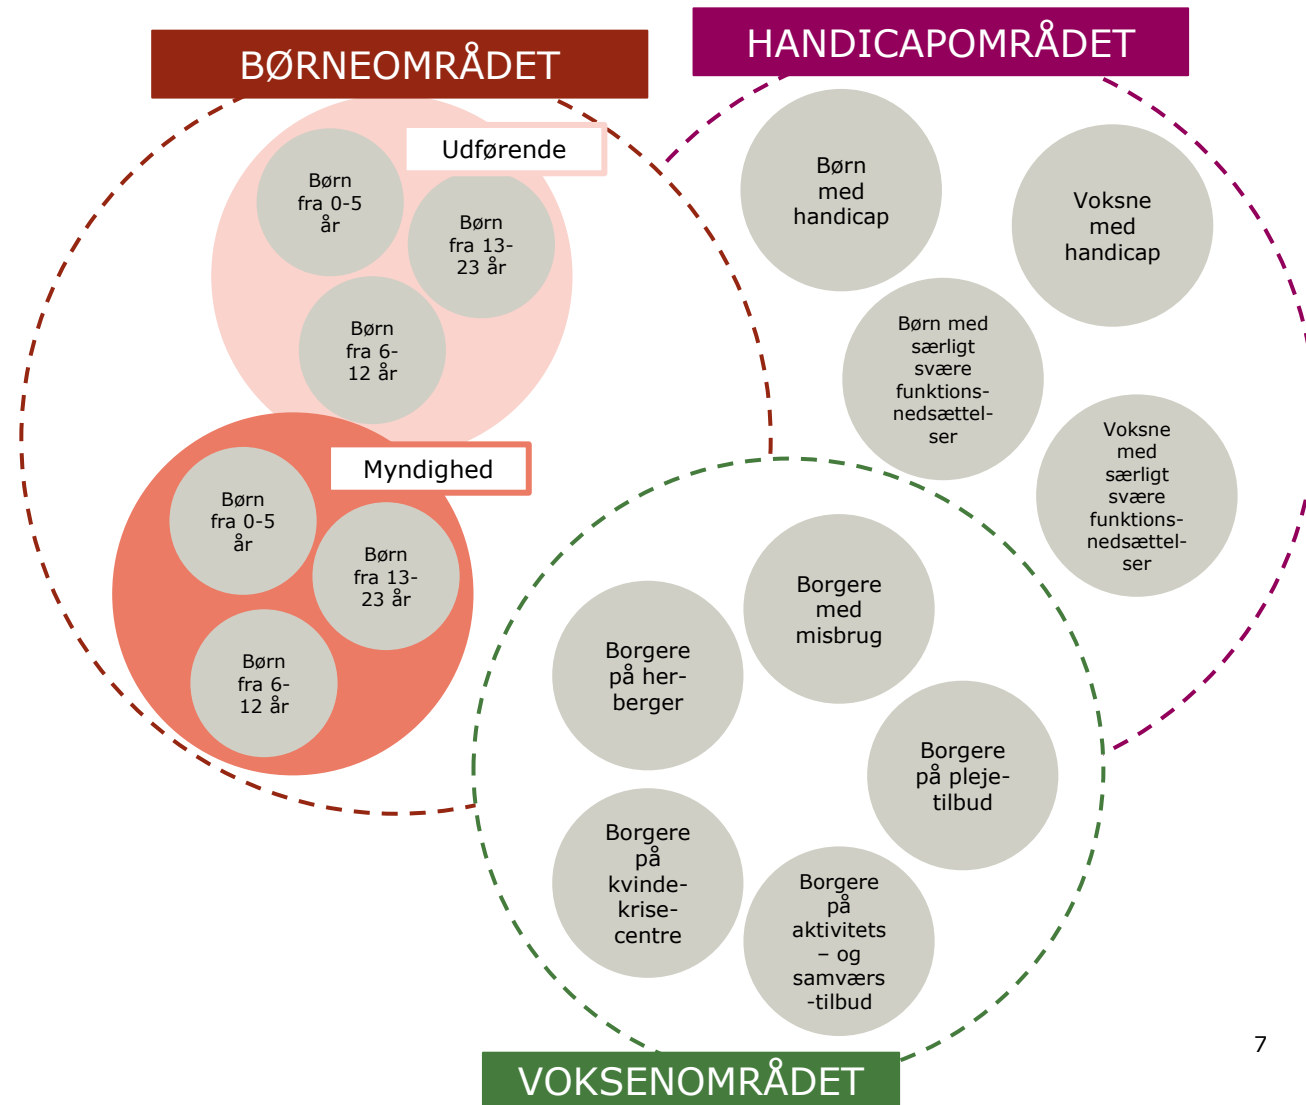 BØRNEOMRÅDET
Udførende
Børn
fra 0-5
år
Børn
fra 13-
23 år
Børn
fra 6-
12 år
Myndighed
Børn
fra 0-5
år
Børn
fra 13-
23 år
Børn
fra 6-
12 år
HANDICAPOMRÅDET
Børn
med
handicap
Voksne
med
handicap
Børn med
særligt
svære
funktions-
nedsættel-
ser
Voksne
med
særligt
svære
funktions-
nedsættel-
ser
Borgere
med
misbrug
Borgere
på her-
berger
Borgere
på pleje-
tilbud
Borgere
på
kvinde-
krise-
centre
Borgere
på
aktivitets
– og
samværs
-tilbud
VOKSENOMRÅDET
7